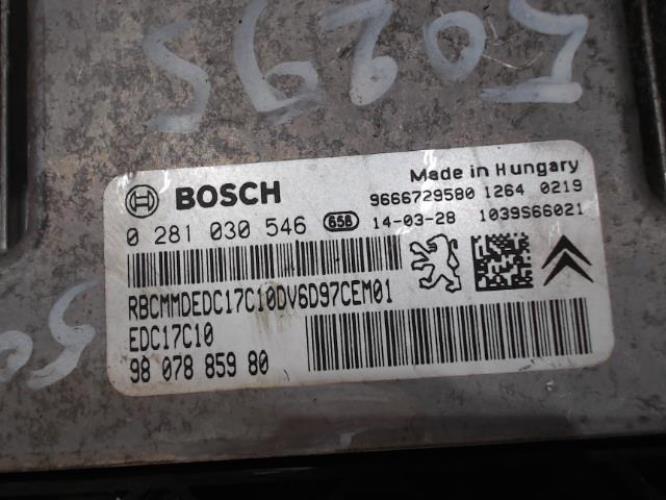 BOSCH
Made in Hungary
9666729580 1264 0219
0 281 030 546 658 14-03-28 1039S66021
RBCMMDEDC17C10DV6D97CEM01
EDC17C10
98 078 859 80